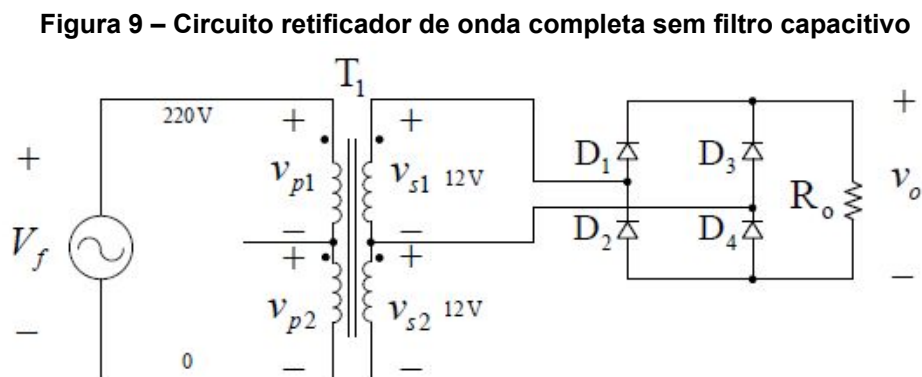 Figura 9 – Circuito retificador de onda completa sem filtro capacitivo
T1
220V
+ + + +
D1 D3
vp1 vs1 12V
Ro vo
− −
D2 D4
Vf
+ +
vp2 vs2 12V
− −
0
− −